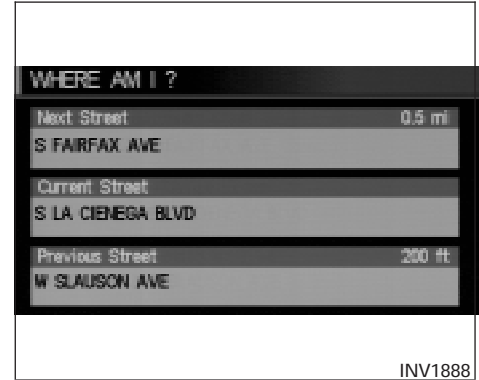 WHERE AM I ?
Next Street 0.5 mi
S FAIRFAX AVE
Current Street
S LA CIENEGA BLVD
Previous Street 200 ft
W SLAUSON AVE
INV1888